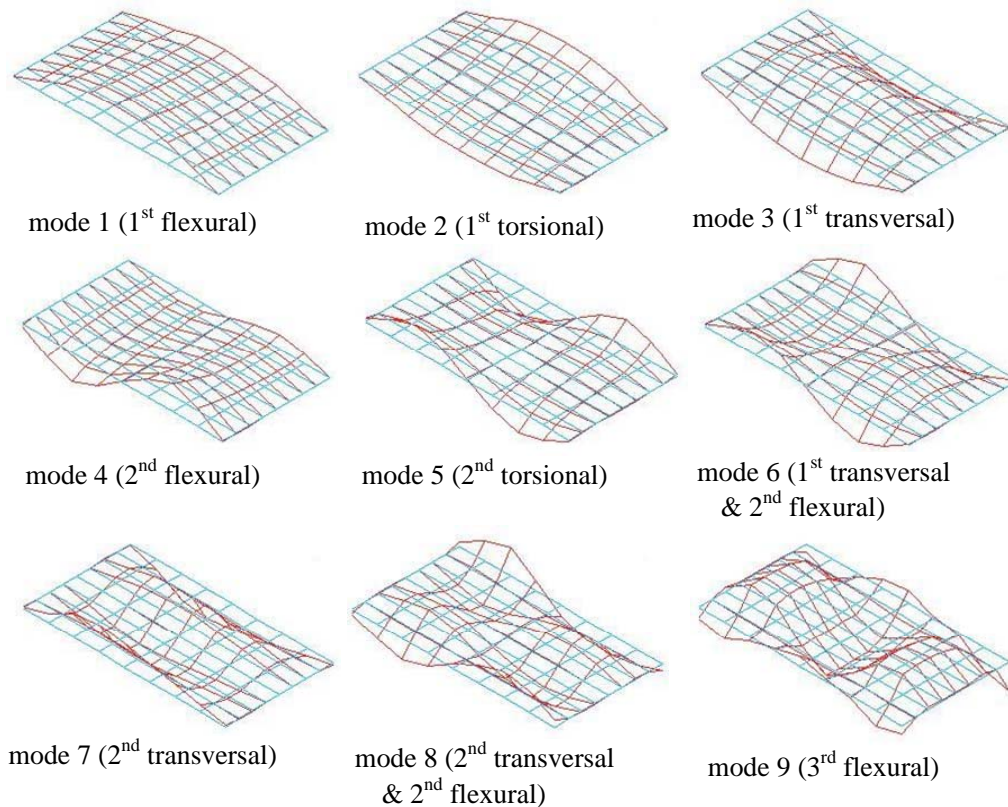 mode 1 (1st flexural)
mode 2 (1st torsional)
mode 3 (1st transversal)
mode 4 (2nd flexural)
mode 5 (2nd torsional)
mode 6 (1st transversal
& 2nd flexural)
mode 7 (2nd transversal)
mode 8 (2nd transversal
& 2nd flexural)
mode 9 (3rd flexural)